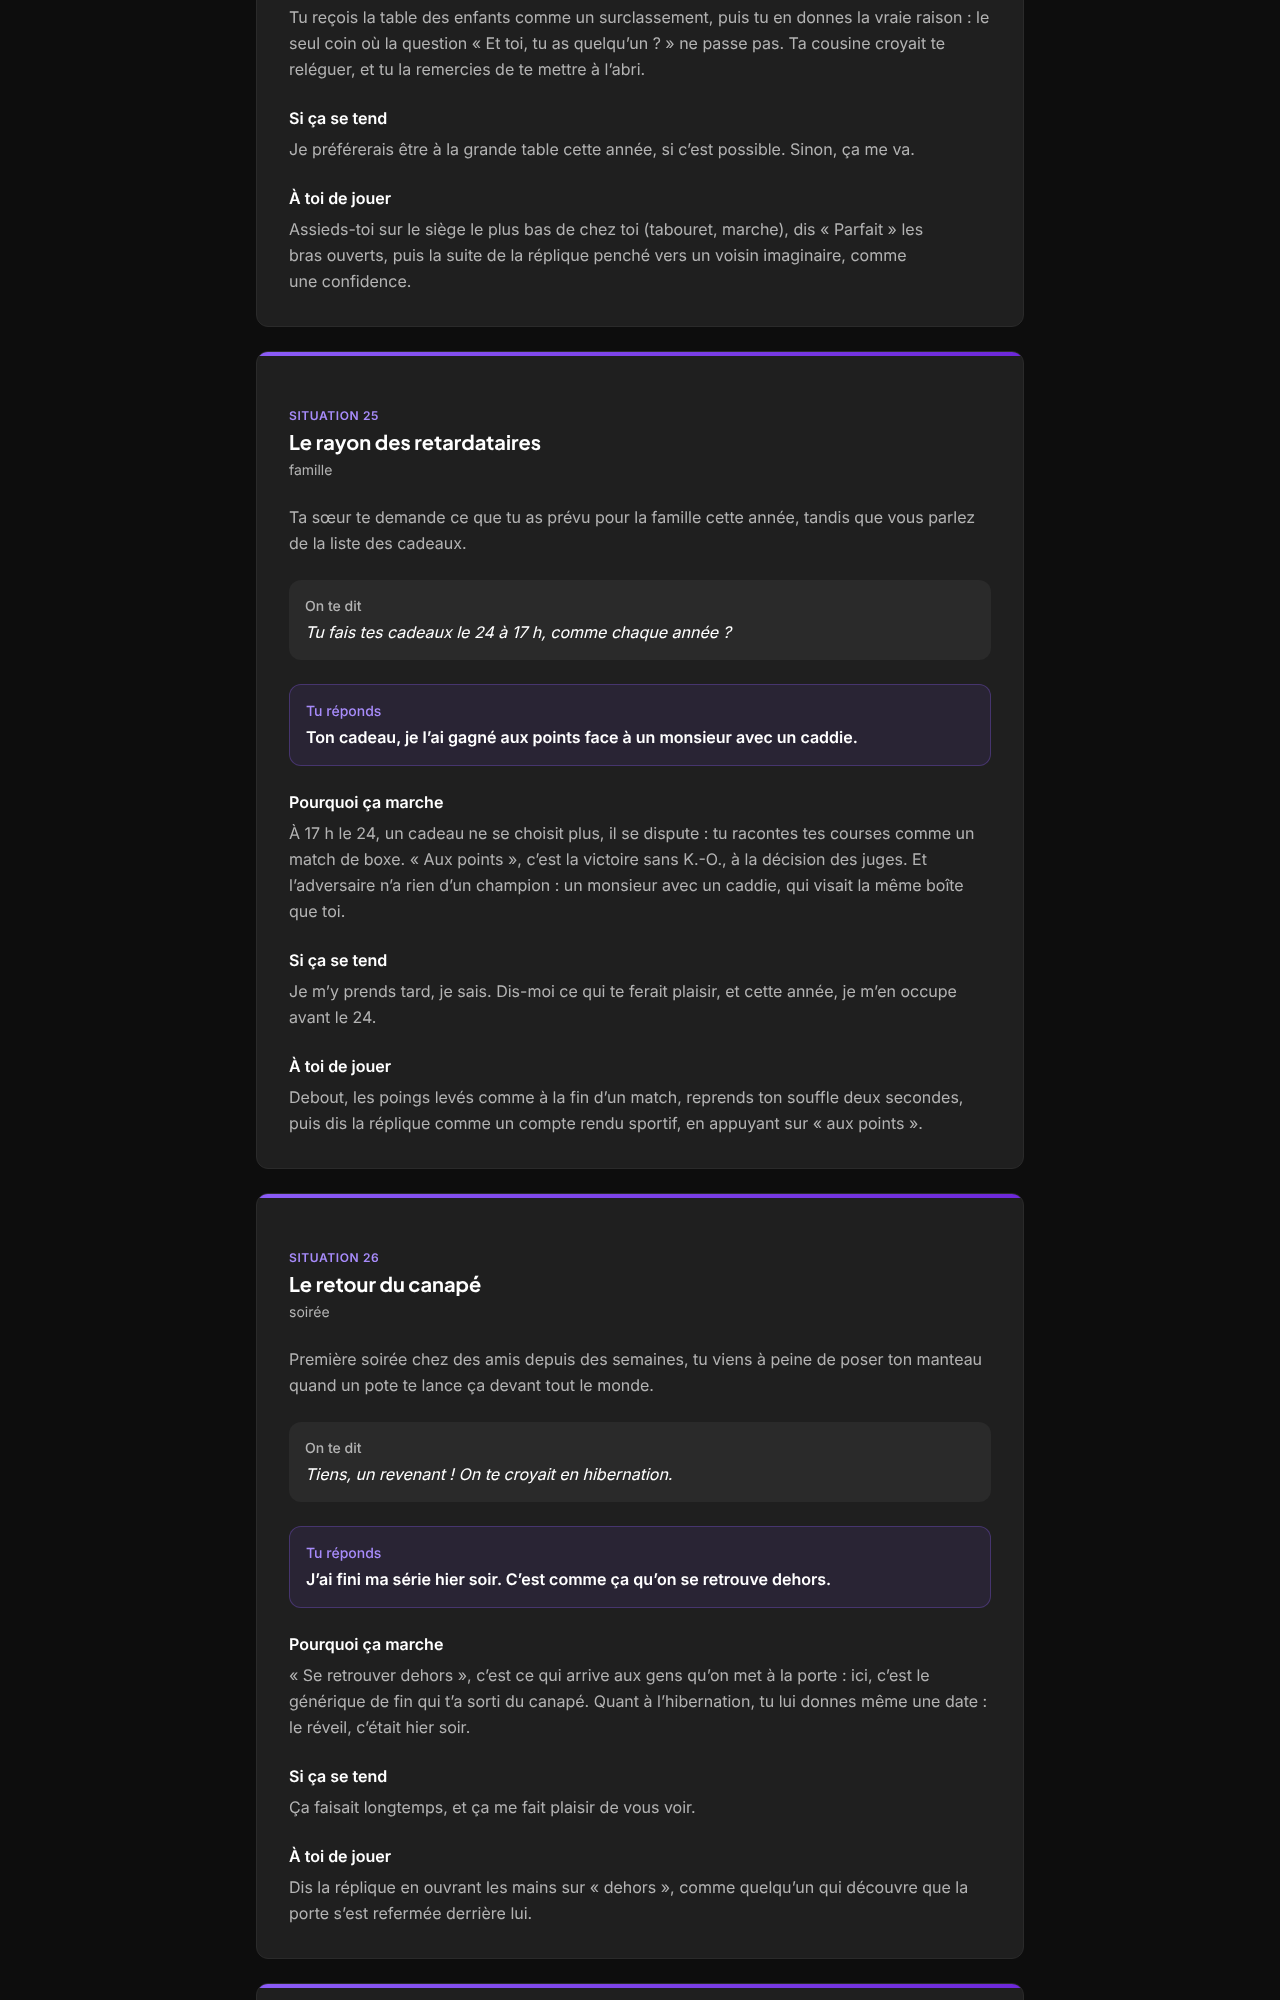 Tu reçois la table des enfants comme un surclassement, puis tu en donnes la vraie raison : le
seul coin où la question « Et toi, tu as quelqu’un ? » ne passe pas. Ta cousine croyait te
reléguer, et tu la remercies de te mettre à l’abri.
Si ça se tend
Je préférerais être à la grande table cette année, si c’est possible. Sinon, ça me va.
À toi de jouer
Assieds-toi sur le siège le plus bas de chez toi (tabouret, marche), dis « Parfait » les
bras ouverts, puis la suite de la réplique penché vers un voisin imaginaire, comme
une confidence.
SITUATION 25
Le rayon des retardataires
famille
Ta sœur te demande ce que tu as prévu pour la famille cette année, tandis que vous parlez
de la liste des cadeaux.
On te dit
Tu fais tes cadeaux le 24 à 17 h, comme chaque année ?
Tu réponds
Ton cadeau, je l’ai gagné aux points face à un monsieur avec un caddie.
Pourquoi ça marche
À 17 h le 24, un cadeau ne se choisit plus, il se dispute : tu racontes tes courses comme un
match de boxe. « Aux points », c’est la victoire sans K.-O., à la décision des juges. Et
l’adversaire n’a rien d’un champion : un monsieur avec un caddie, qui visait la même boîte
que toi.
Si ça se tend
Je m’y prends tard, je sais. Dis-moi ce qui te ferait plaisir, et cette année, je m’en occupe
avant le 24.
À toi de jouer
Debout, les poings levés comme à la fin d’un match, reprends ton souffle deux secondes,
puis dis la réplique comme un compte rendu sportif, en appuyant sur « aux points ».
SITUATION 26
Le retour du canapé
soirée
Première soirée chez des amis depuis des semaines, tu viens à peine de poser ton manteau
quand un pote te lance ça devant tout le monde.
On te dit
Tiens, un revenant ! On te croyait en hibernation.
Tu réponds
J’ai fini ma série hier soir. C’est comme ça qu’on se retrouve dehors.
Pourquoi ça marche
« Se retrouver dehors », c’est ce qui arrive aux gens qu’on met à la porte : ici, c’est le
générique de fin qui t’a sorti du canapé. Quant à l’hibernation, tu lui donnes même une date :
le réveil, c’était hier soir.
Si ça se tend
Ça faisait longtemps, et ça me fait plaisir de vous voir.
À toi de jouer
Dis la réplique en ouvrant les mains sur « dehors », comme quelqu’un qui découvre que la
porte s’est refermée derrière lui.